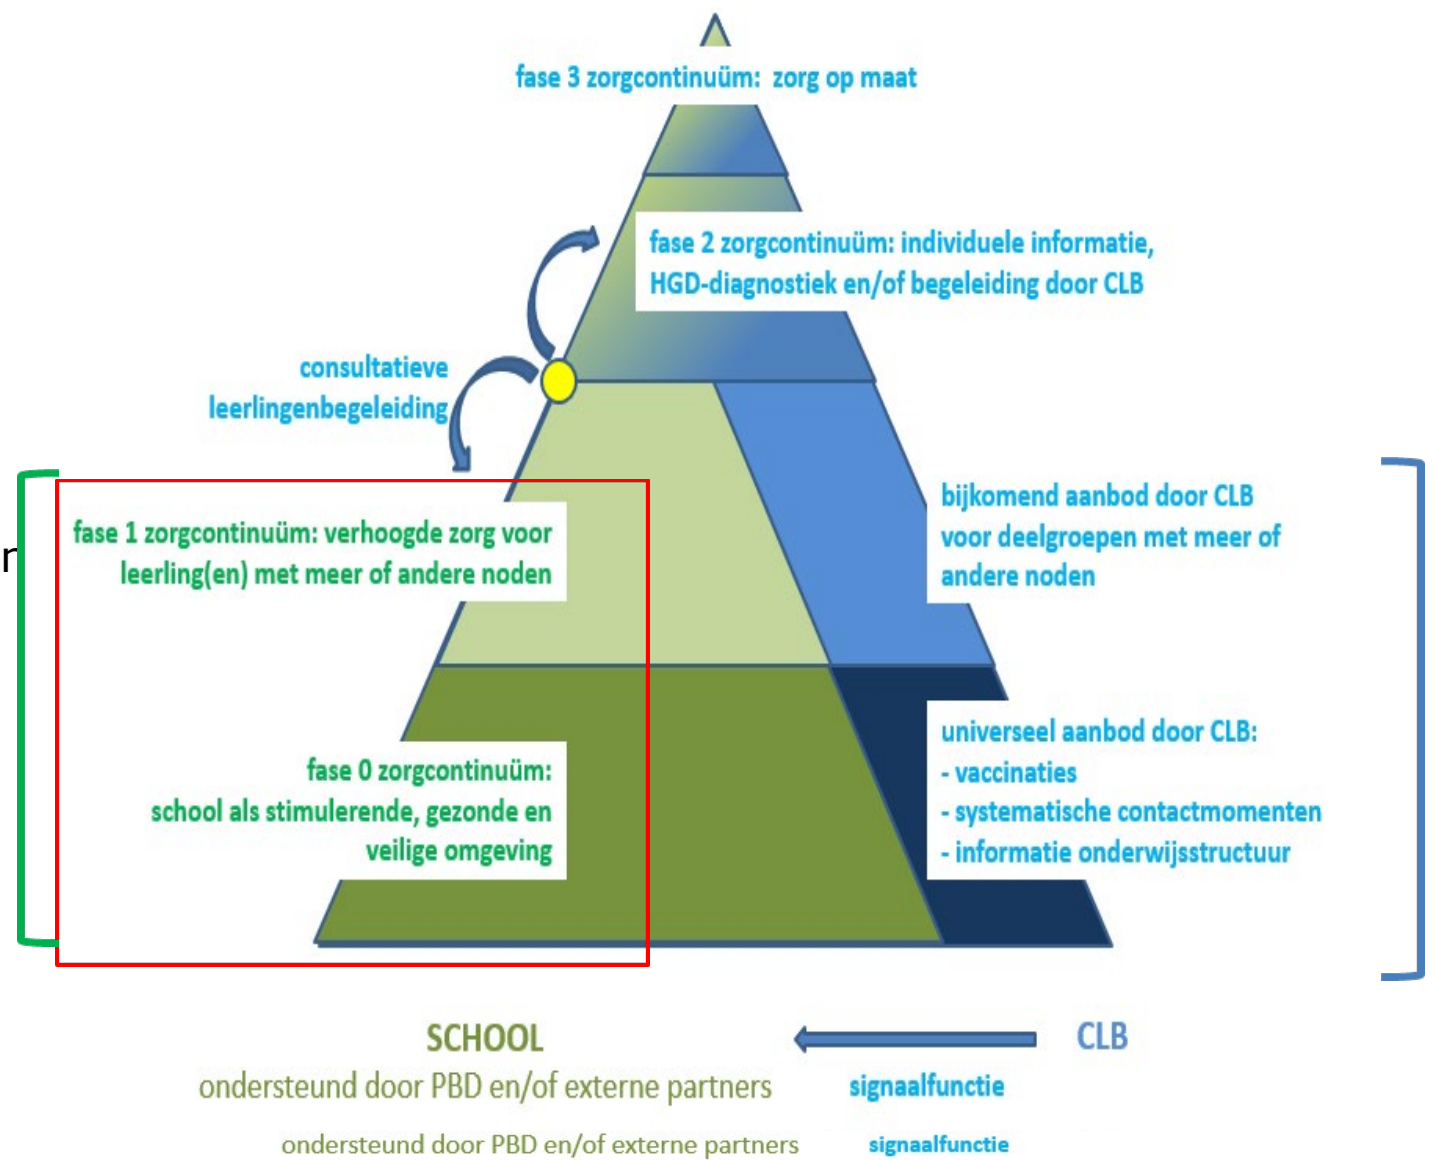 fase 3 zorgcontinuüm: zorg op maat
fase 2 zorgcontinuüm: individuele informatie,
HGD-diagnostiek en/of begeleiding door CLB
consultatieve
leerlingenbegeleiding
fase 1 zorgcontinuüm: verhoogde zorg voor
leerling(en) met meer of andere noden
bijkomend aanbod door CLB
voor deelgroepen met meer of
andere noden
fase 0 zorgcontinuüm:
school als stimulerende, gezonde en
veilige omgeving
universeel aanbod door CLB:
- vaccinaties
- systematische contactmomenten
- informatie onderwijsstructuur
SCHOOL
CLB
ondersteund door PBD en/of externe partners
signaalfunctie
ondersteund door PBD en/of externe partners
signaalfunctie